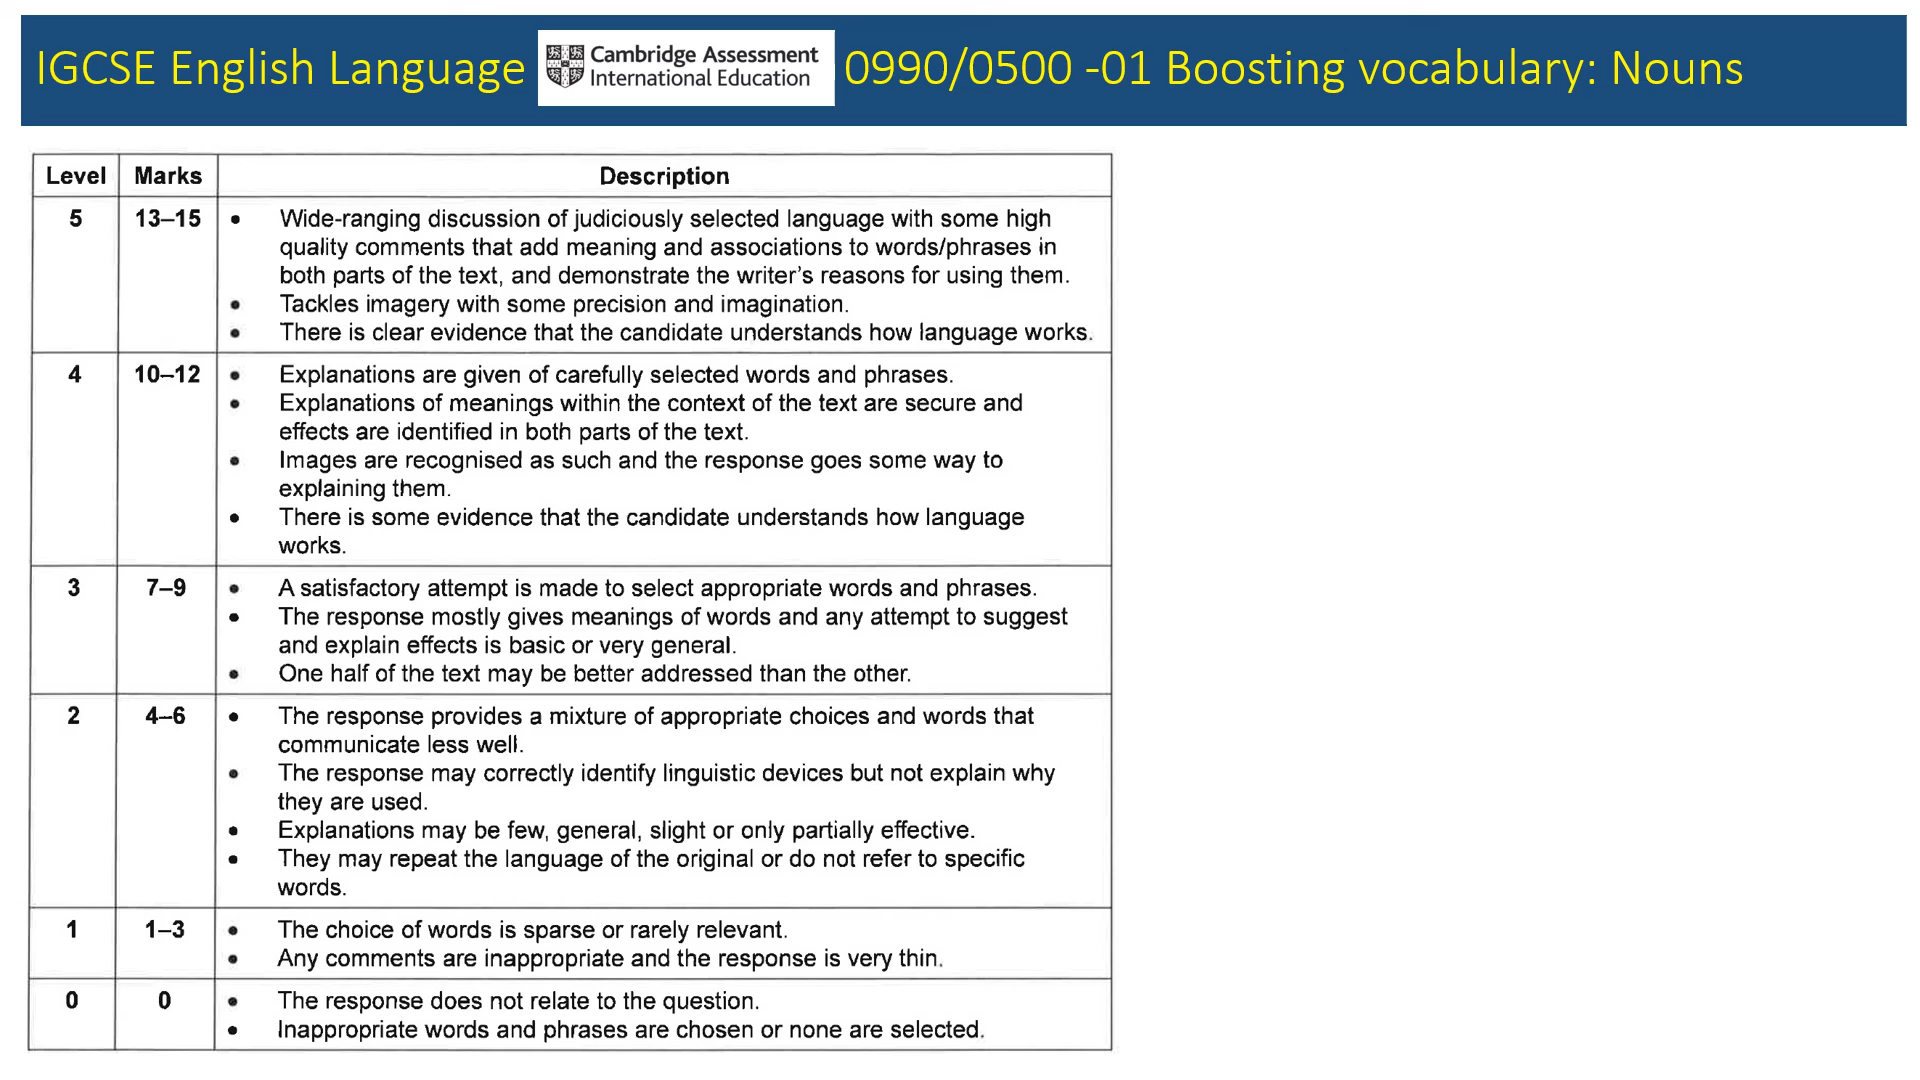 IGCSE English Language Cambridge Assessment International Education 0990/0500 -01 Boosting vocabulary: Nouns
Level Marks Description
5 13–15 • Wide-ranging discussion of judiciously selected language with some high
quality comments that add meaning and associations to words/phrases in
both parts of the text, and demonstrate the writer's reasons for using them.
• Tackles imagery with some precision and imagination.
• There is clear evidence that the candidate understands how language works.
4 10–12 • Explanations are given of carefully selected words and phrases.
• Explanations of meanings within the context of the text are secure and
effects are identified in both parts of the text.
• Images are recognised as such and the response goes some way to
explaining them.
• There is some evidence that the candidate understands how language
works.
3 7–9 • A satisfactory attempt is made to select appropriate words and phrases.
• The response mostly gives meanings of words and any attempt to suggest
and explain effects is basic or very general.
• One half of the text may be better addressed than the other.
2 4–6 • The response provides a mixture of appropriate choices and words that
communicate less well.
• The response may correctly identify linguistic devices but not explain why
they are used.
• Explanations may be few, general, slight or only partially effective.
• They may repeat the language of the original or do not refer to specific
words.
1 1–3 • The choice of words is sparse or rarely relevant.
• Any comments are inappropriate and the response is very thin.
0 0 • The response does not relate to the question.
• Inappropriate words and phrases are chosen or none are selected.